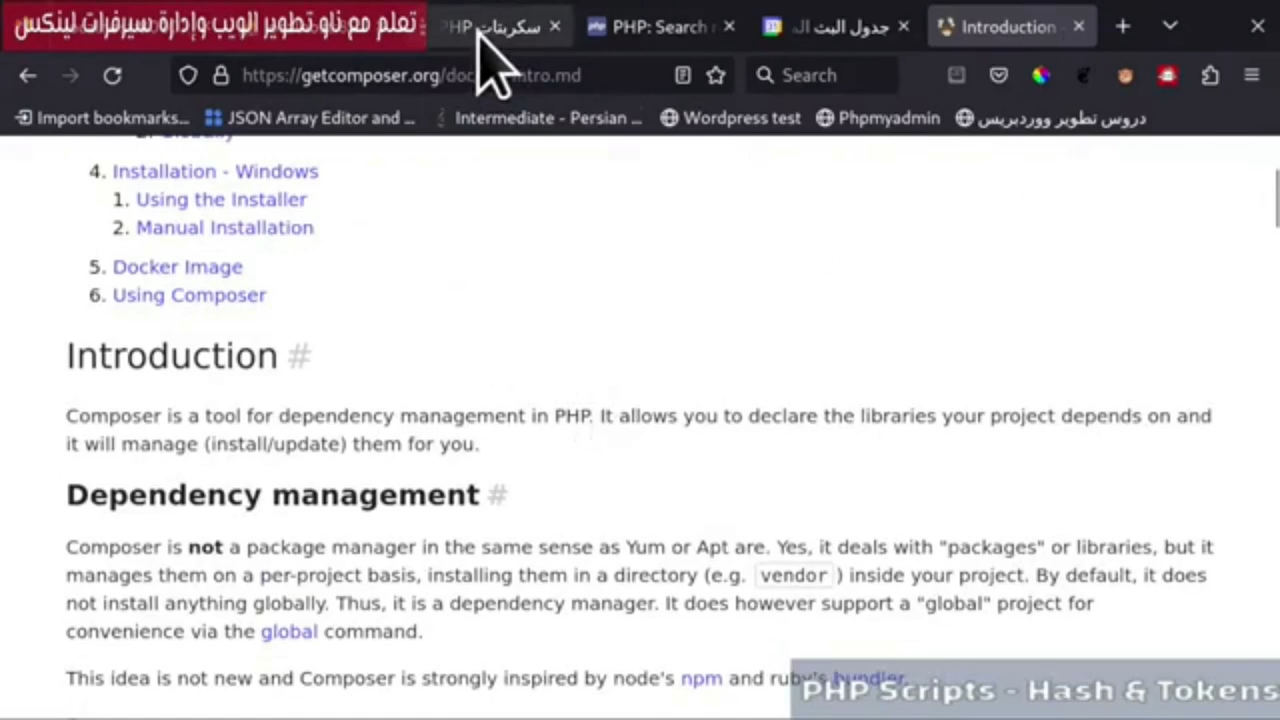 تعلم مع ناو تطوير الويب وإدارة سيرفرات لينكس
سكربتات PHP
PHP: Search
جدول البث
Introduction
https://getcomposer.org/doc intro.md
Search
Import bookmarks...
JSON Array Editor and ...
Intermediate - Persian ...
Wordpress test
Phpmyadmin
دروس تطوير ووردبريس
2. Globally
4. Installation - Windows
1. Using the Installer
2. Manual Installation
5. Docker Image
6. Using Composer
Introduction #
Composer is a tool for dependency management in PHP. It allows you to declare the libraries your project depends on and
it will manage (install/update) them for you.
Dependency management #
Composer is not a package manager in the same sense as Yum or Apt are. Yes, it deals with "packages" or libraries, but it
manages them on a per-project basis, installing them in a directory (e.g. vendor ) inside your project. By default, it does
not install anything globally. Thus, it is a dependency manager. It does however support a "global" project for
convenience via the global command.
This idea is not new and Composer is strongly inspired by node's npm and ruby's bundler.
PHP Scripts - Hash & Tokens